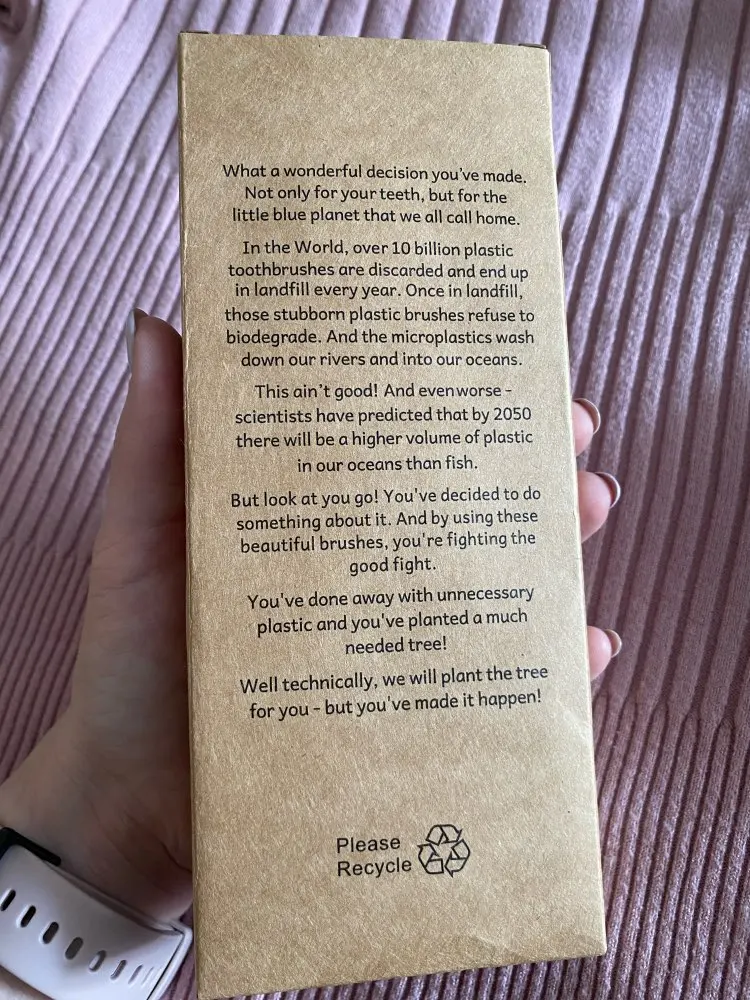 What a wonderful decision you've made.
Not only for your teeth, but for the
little blue planet that we all call home.
In the World, over 10 billion plastic
toothbrushes are discarded and end up
in landfill every year. Once in landfill,
those stubborn plastic brushes refuse to
biodegrade. And the microplastics wash
down our rivers and into our oceans.
This ain't good! And evenworse -
scientists have predicted that by 2050
there will be a higher volume of plastic
in our oceans than fish.
But look at you go! You've decided to do
something about it. And by using these
beautiful brushes, you're fighting the
good fight.
You've done away with unnecessary
plastic and you've planted a much
needed tree!
Well technically, we will plant the tree
for you - but you've made it happen!
Please
Recycle